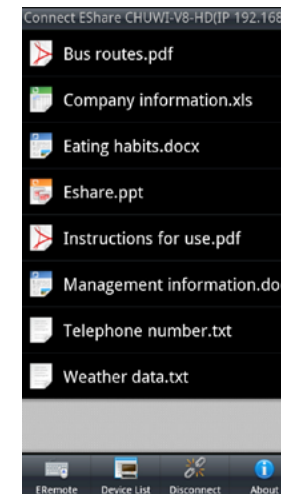 Connect EShare CHUWI-V8-HD(IP 192.168
Bus routes.pdf
Company information.xls
Eating habits.docx
Eshare.ppt
Instructions for use.pdf
Management information.do
Telephone number.txt
Weather data.txt
ERemote Device List Disconnect About